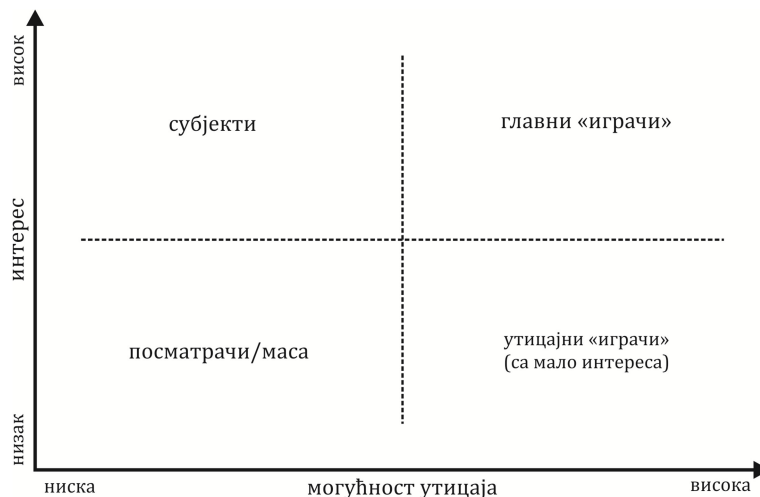 висок
субјекти
главни «играчи»
интерес
посматрачи/маса
утицајни «играчи»
(са мало интереса)
низак
ниска
могућност утицаја
висока